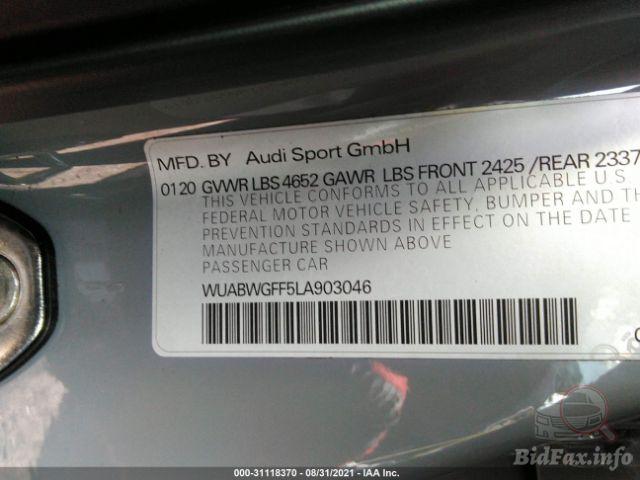 MFD. BY Audi Sport GmbH
0120 GVWR LBS 4652 GAWR LBS FRONT 2425 /REAR 2337
THIS VEHICLE CONFORMS TO ALL APPLICABLE U S
FEDERAL MOTOR VEHICLE SAFETY, BUMPER AND
PREVENTION STANDARDS IN EFFECT ON THE DATE
MANUFACTURE SHOWN ABOVE
PASSENGER CAR
WUABWGFF5LA903046
BidFax.info
000-31118370 - 08/31/2021 - IAA Inc.